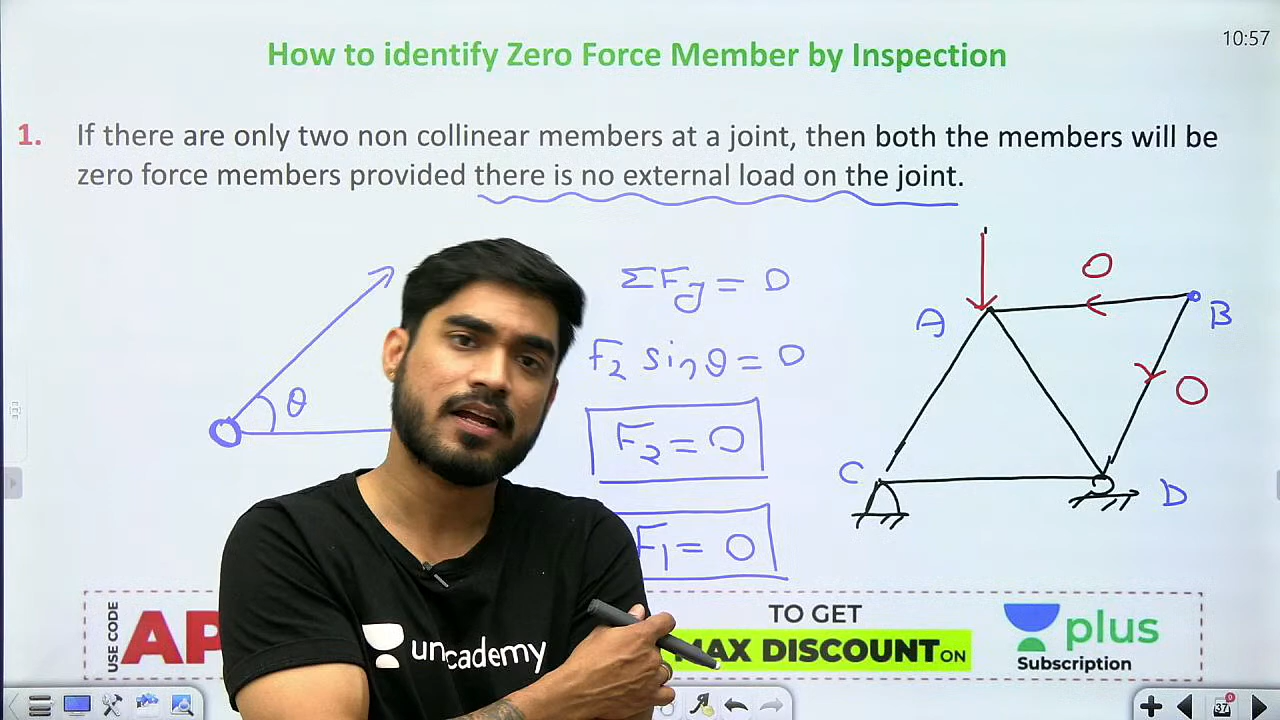 10:57
How to identify Zero Force Member by Inspection
1. If there are only two non collinear members at a joint, then both the members will be
zero force members provided there is no external load on the joint.
ΣFy = 0
F2 sinθ = 0
F2 = 0
F1 = 0
θ
A
B
C
D
O
O
USE CODE
AP
TO GET
MAX DISCOUNT ON
plus
Subscription
unacademy
37